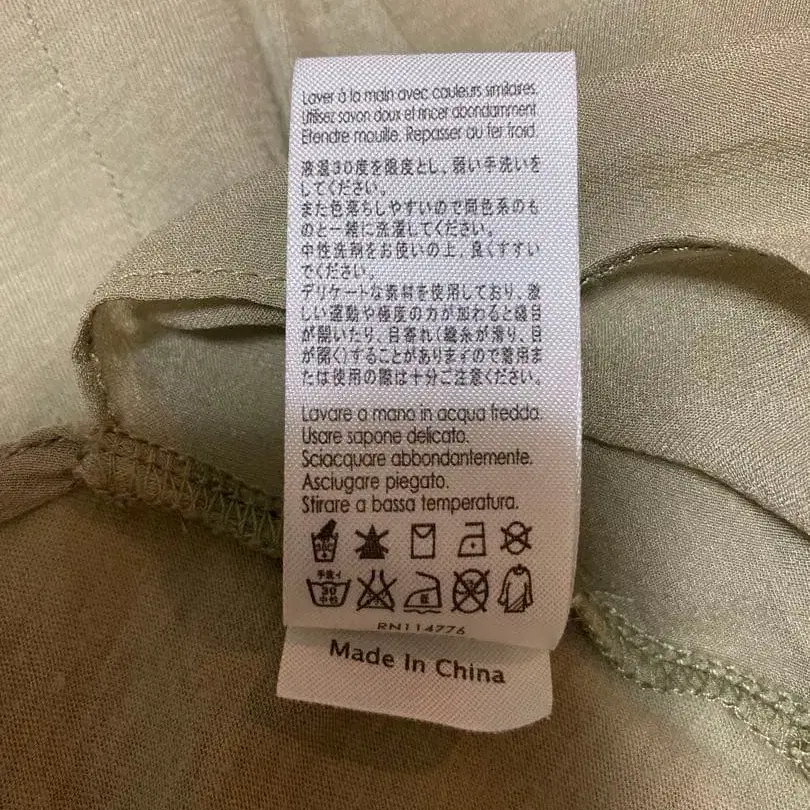 Laver à la main avec couleurs similaires.
Utilisez savon doux et rincer abondamment
Etendre mouille. Repasser au fer froid.
液温30度を限度とし、弱い手洗いを
してください。
また色落ちしやすいので同色系のも
のと一緒に洗濯してください。
中性洗剤をお使いの上、良くすすい
でください。
デリケートな素材を使用しており、激
しい運動や極度の力が加わると縫目
が開いたり、目寄れ(織糸が滑り、目
が開く)することがありますので着用ま
たは使用の際は十分ご注意ください。
Lavare a mano in acqua fredda.
Usare sapone delicato.
Sciacquare abbondantemente.
Asciugare piegato.
Stirare a bassa temperatura.
手洗イ
30
中性
低
RN114776
Made In China